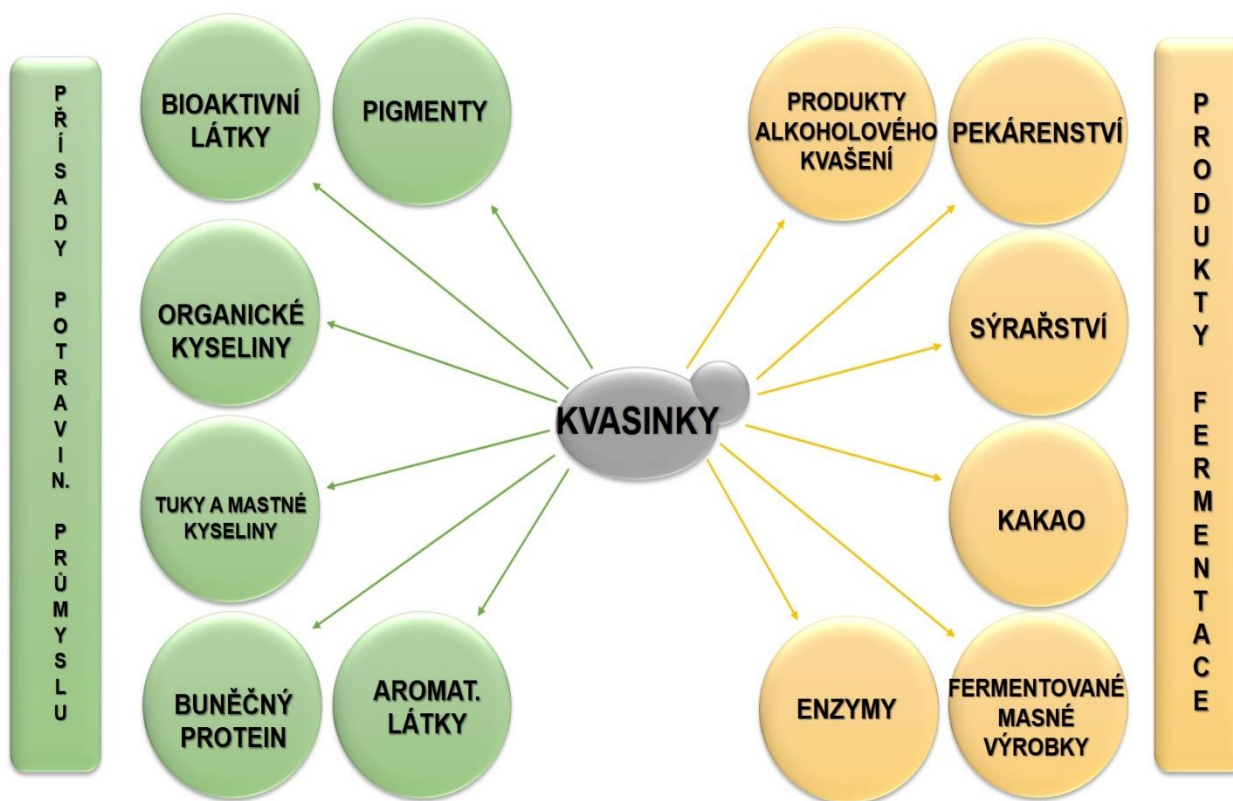 PŘÍSADY POTRAVIN. PRŮMYSLU
BIOAKTIVNÍ
LÁTKY
PIGMENTY
ORGANICKÉ
KYSELINY
TUKY A MASTNÉ
KYSELINY
BUNĚČNÝ
PROTEIN
AROMAT.
LÁTKY
KVASINKY
PRODUKTY
ALKOHOLOVÉHO
KVAŠENÍ
PEKÁRENSTVÍ
SÝRAŘSTVÍ
KAKAO
ENZYMY
FERMENTOVANÉ
MASNÉ
VÝROBKY
PRODUKTY FERMENTACE